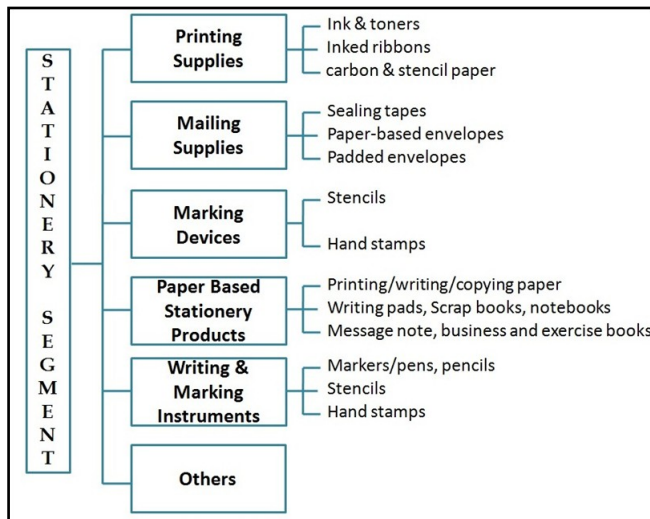 STATIONERY SEGMENT
Printing
Supplies
Ink & toners
Inked ribbons
carbon & stencil paper
Mailing
Supplies
Sealing tapes
Paper-based envelopes
Padded envelopes
Marking
Devices
Stencils
Hand stamps
Paper Based
Stationery
Products
Printing/writing/copying paper
Writing pads, Scrap books, notebooks
Message note, business and exercise books
Writing &
Marking
Instruments
Markers/pens, pencils
Stencils
Hand stamps
Others